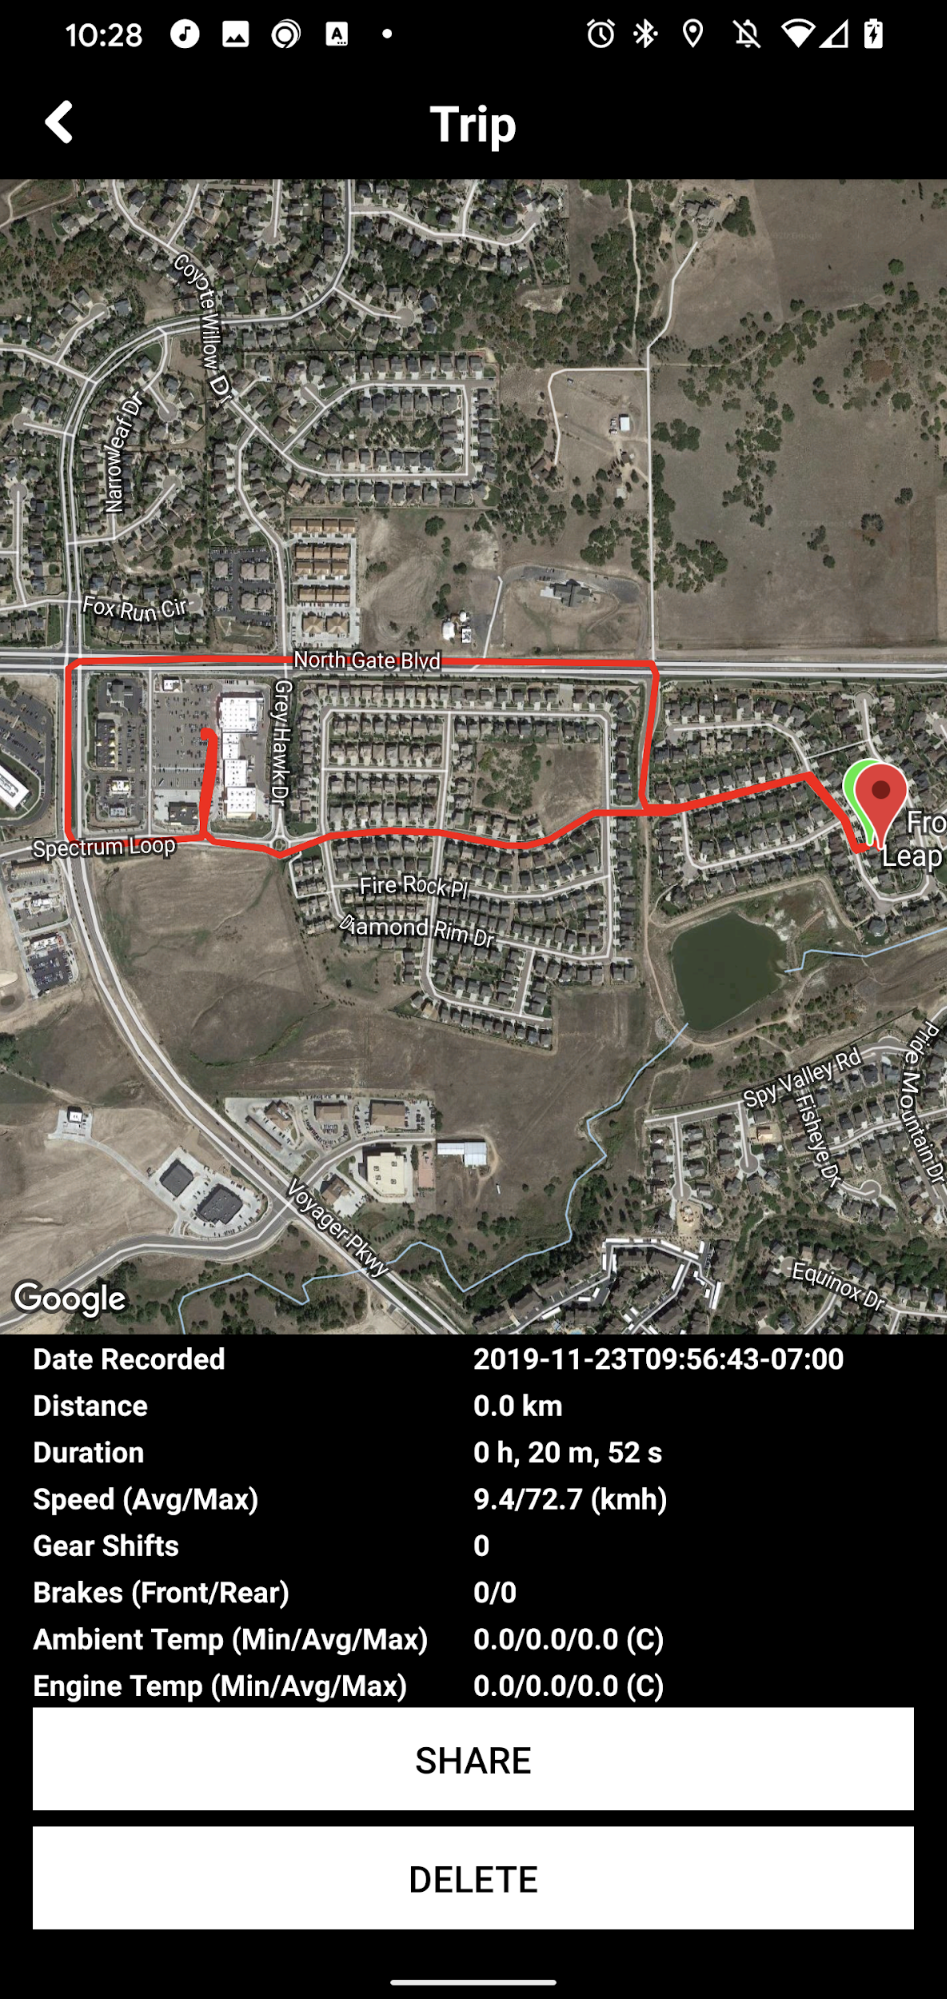 10:28
A
Trip
Coyote Willow Dr
Narrowleaf Dr
Fox Run Cir
North Gate Blvd
Grey Hawk Dr
Spectrum Loop
Fro
Leap
Fire Rock Pl
Diamond Rim Dr
Spy Valley Rd
Pride Mountain Dr
Fisheye Dr
Voyager Pkwy
Equinox Dr
Google
Date Recorded 2019-11-23T09:56:43-07:00
Distance 0.0 km
Duration 0 h, 20 m, 52 s
Speed (Avg/Max) 9.4/72.7 (kmh)
Gear Shifts 0
Brakes (Front/Rear) 0/0
Ambient Temp (Min/Avg/Max) 0.0/0.0/0.0 (C)
Engine Temp (Min/Avg/Max) 0.0/0.0/0.0 (C)
SHARE
DELETE